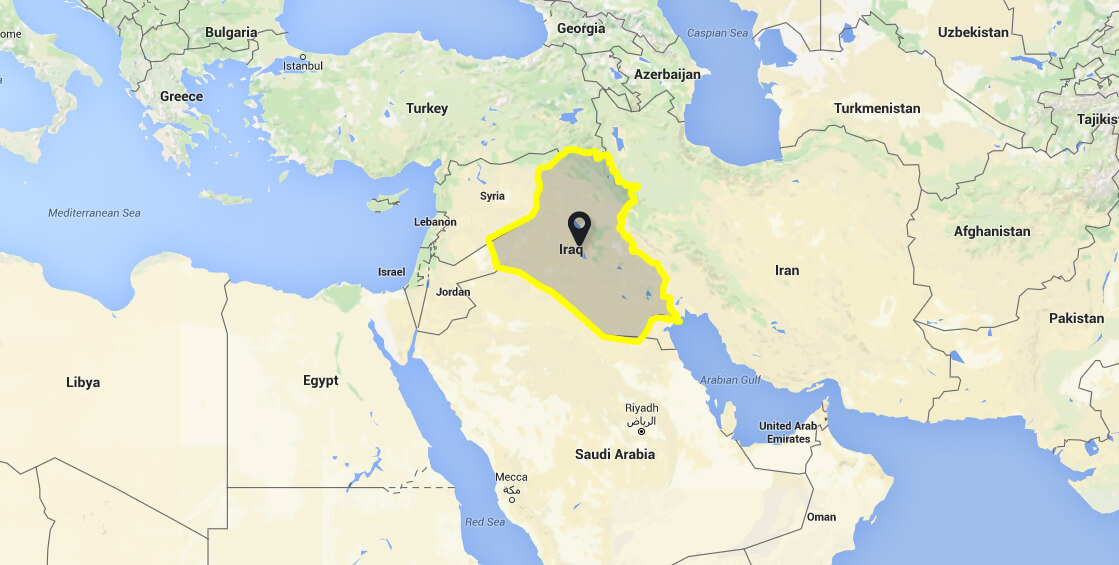 ome
Bulgaria
Georgia
Caspian Sea
Uzbekistan
Istanbul
Azerbaijan
Greece
Turkey
Turkmenistan
Tajikis
Syria
Mediterranean Sea
Lebanon
Afghanistan
Iraq
Israel
Iran
Jordan
Pakistan
Libya
Egypt
Arabian Gulf
Riyadh
الرياض
United Arab
Emirates
Saudi Arabia
Mecca
مكة
Red Sea
Oman